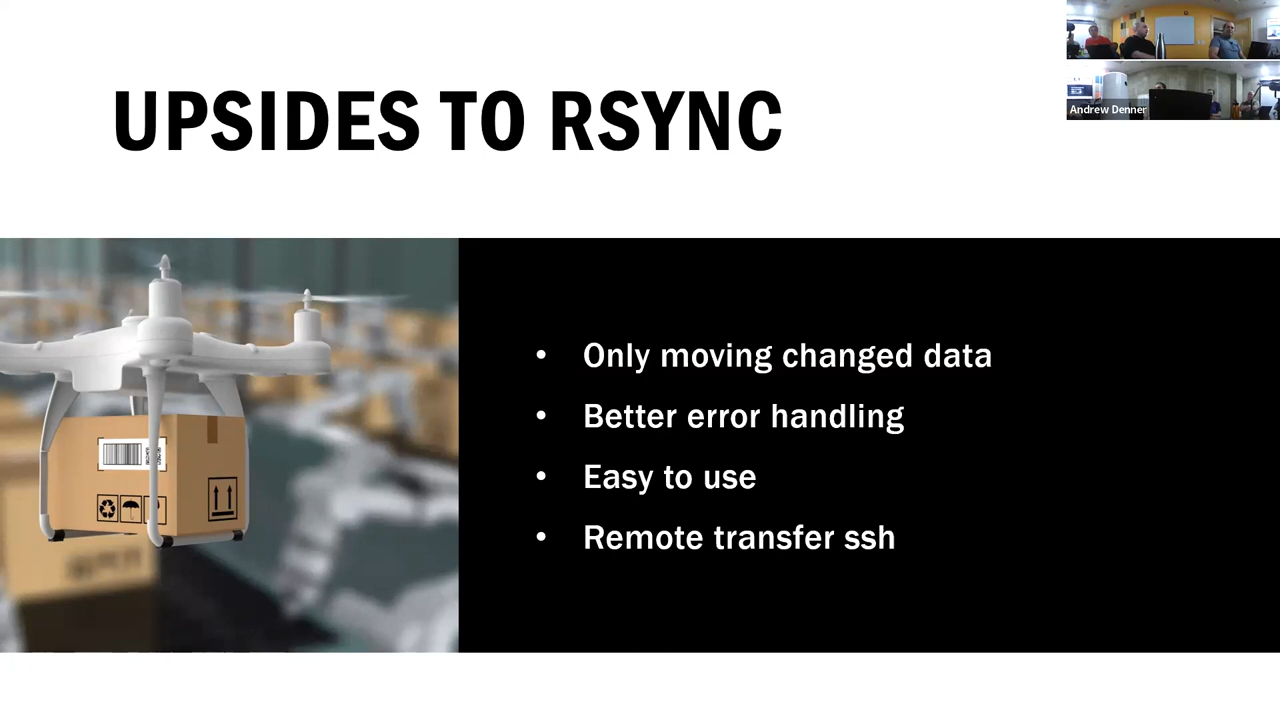 UPSIDES TO RSYNC
Andrew Denner
• Only moving changed data
• Better error handling
• Easy to use
• Remote transfer ssh